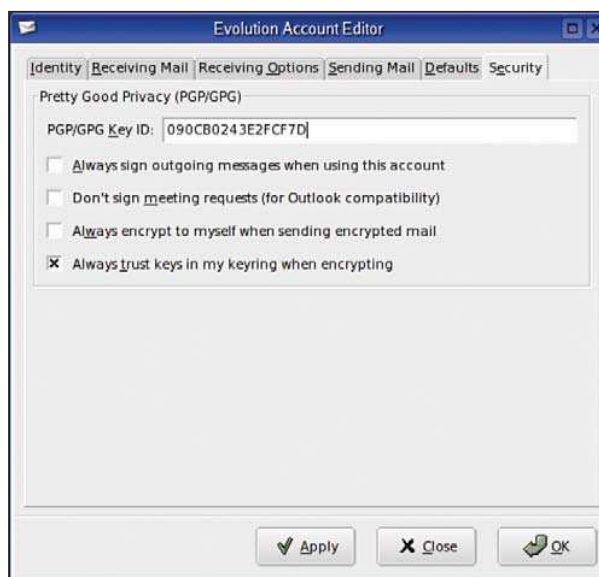 Evolution Account Editor
Identity Receiving Mail Receiving Options Sending Mail Defaults Security
Pretty Good Privacy (PGP/GPG)
PGP/GPG Key ID: 090CB0243E2FCF7D
Always sign outgoing messages when using this account
Don't sign meeting requests (for Outlook compatibility)
Always encrypt to myself when sending encrypted mail
Always trust keys in my keyring when encrypting
Apply Close OK